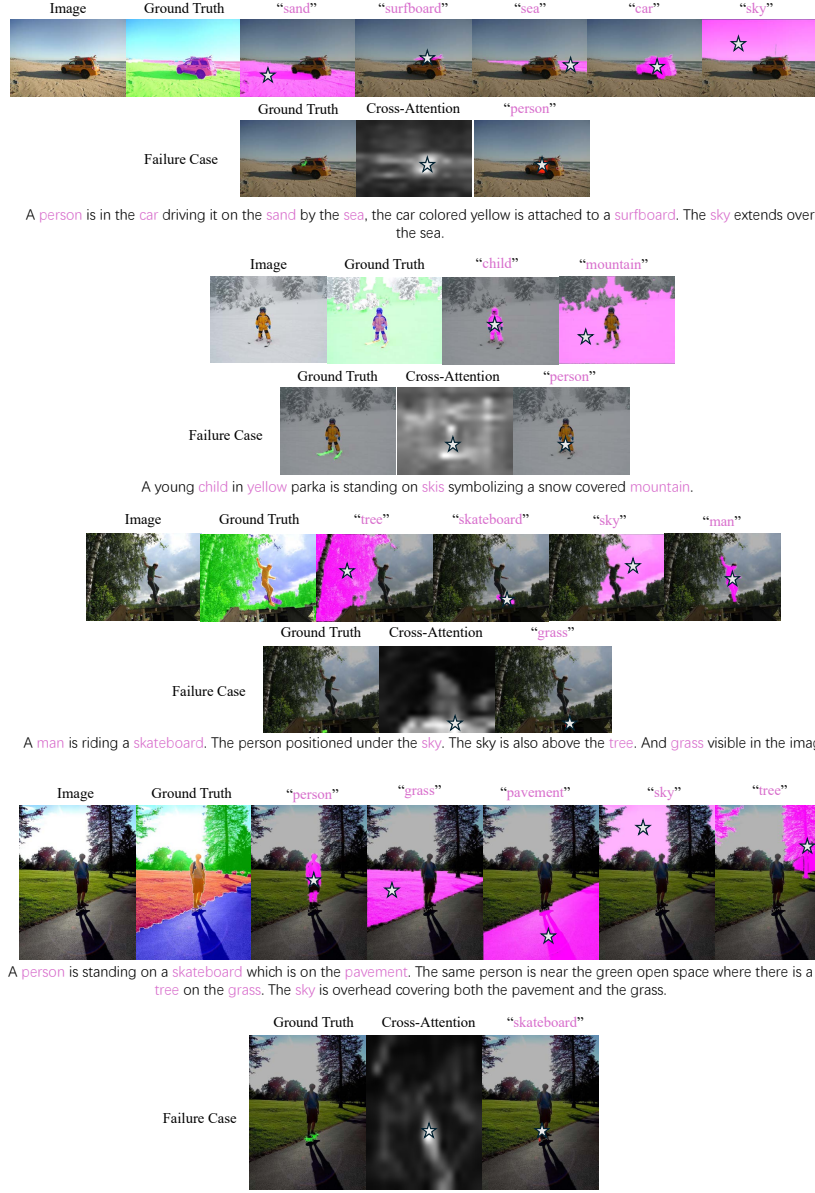 Image Ground Truth “sand” “surfboard” “sea” “car” “sky”
Ground Truth Cross-Attention “person”
Failure Case
A person is in the car driving it on the sand by the sea, the car colored yellow is attached to a surfboard. The sky extends over
the sea.
Image Ground Truth “child” “mountain”
Ground Truth Cross-Attention “person”
Failure Case
A young child in yellow parka is standing on skis symbolizing a snow covered mountain.
Image Ground Truth “tree” “skateboard” “sky” “man”
Ground Truth Cross-Attention “grass”
Failure Case
A man is riding a skateboard. The person positioned under the sky. The sky is also above the tree. And grass visible in the imag
Image Ground Truth “person” “grass” “pavement” “sky” “tree”
A person is standing on a skateboard which is on the pavement. The same person is near the green open space where there is a
tree on the grass. The sky is overhead covering both the pavement and the grass.
Ground Truth Cross-Attention “skateboard”
Failure Case